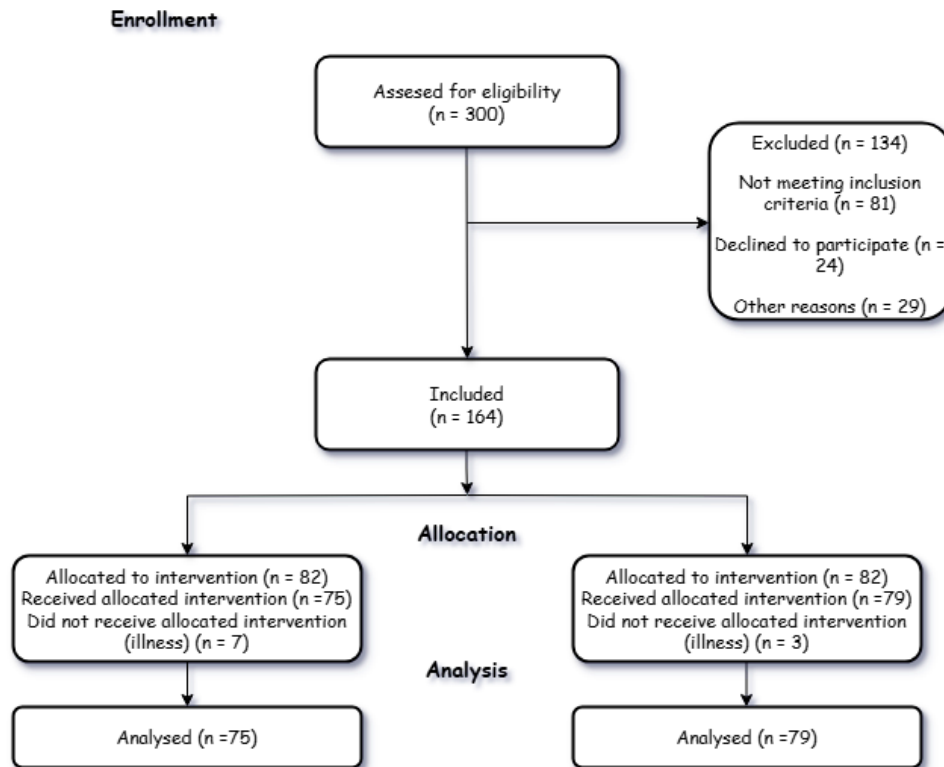 Enrollment
Assesed for eligibility
(n = 300)
Excluded (n = 134)
Not meeting inclusion
criteria (n = 81)
Declined to participate (n =
24)
Other reasons (n = 29)
Included
(n = 164)
Allocation
Allocated to intervention (n = 82)
Received allocated intervention (n =75)
Did not receive allocated intervention
(illness) (n = 7)
Allocated to intervention (n = 82)
Received allocated intervention (n =79)
Did not receive allocated intervention
(illness) (n = 3)
Analysis
Analysed (n =75)
Analysed (n =79)